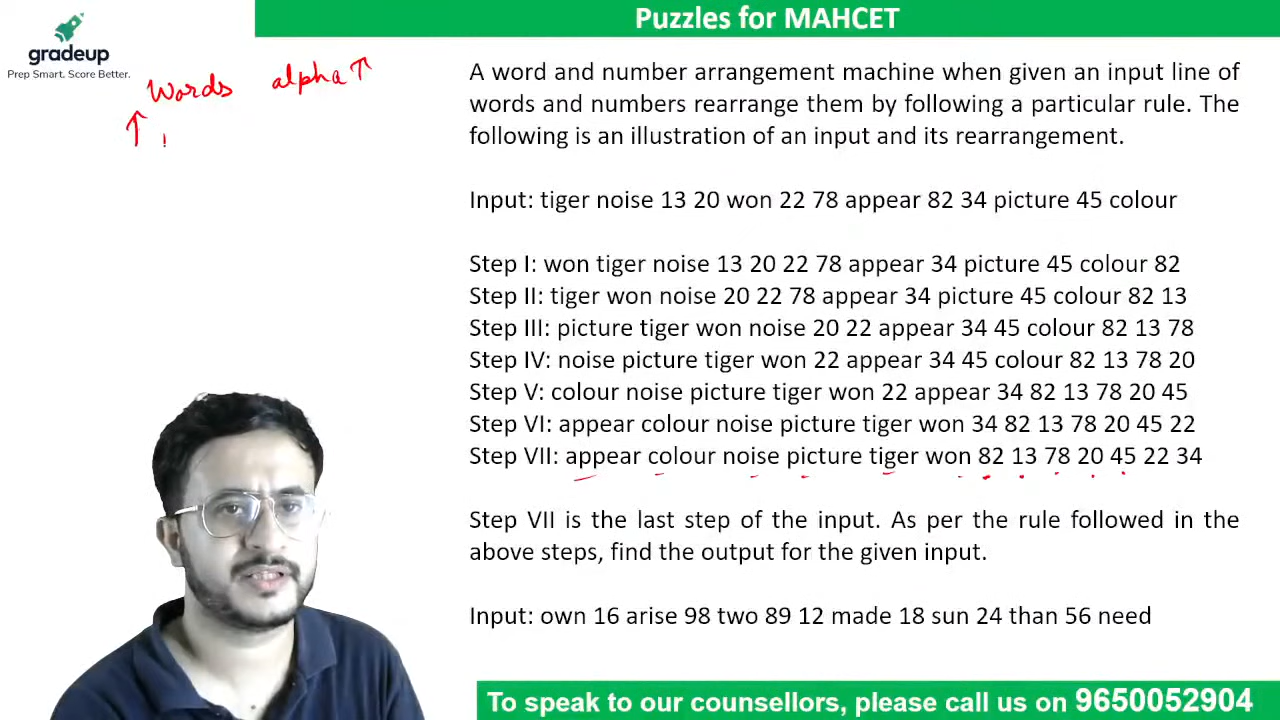 Puzzles for MAHCET
gradeup
Prep Smart. Score Better.
Words alpha ↑
↑
A word and number arrangement machine when given an input line of
words and numbers rearrange them by following a particular rule. The
following is an illustration of an input and its rearrangement.
Input: tiger noise 13 20 won 22 78 appear 82 34 picture 45 colour
Step I: won tiger noise 13 20 22 78 appear 34 picture 45 colour 82
Step II: tiger won noise 20 22 78 appear 34 picture 45 colour 82 13
Step III: picture tiger won noise 20 22 appear 34 45 colour 82 13 78
Step IV: noise picture tiger won 22 appear 34 45 colour 82 13 78 20
Step V: colour noise picture tiger won 22 appear 34 82 13 78 20 45
Step VI: appear colour noise picture tiger won 34 82 13 78 20 45 22
Step VII: appear colour noise picture tiger won 82 13 78 20 45 22 34
Step VII is the last step of the input. As per the rule followed in the
above steps, find the output for the given input.
Input: own 16 arise 98 two 89 12 made 18 sun 24 than 56 need
To speak to our counsellors, please call us on 9650052904